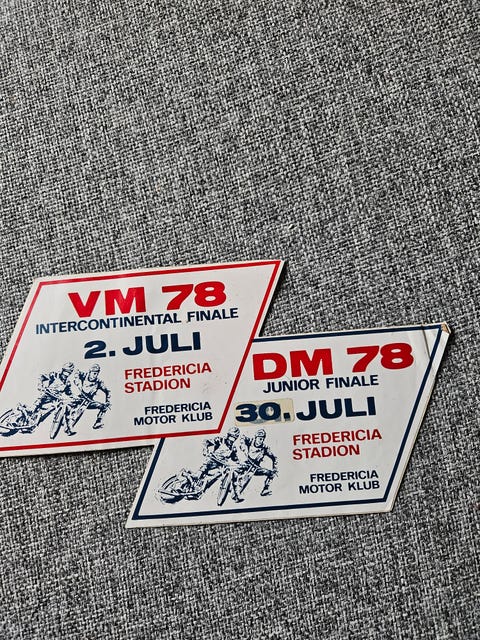 VM 78
INTERCONTINENTAL FINALE
2. JULI
FREDERICIA
STADION
FREDERICIA
MOTOR KLUB
DM 78
JUNIOR FINALE
30. JULI
FREDERICIA
STADION
FREDERICIA
MOTOR KLUB